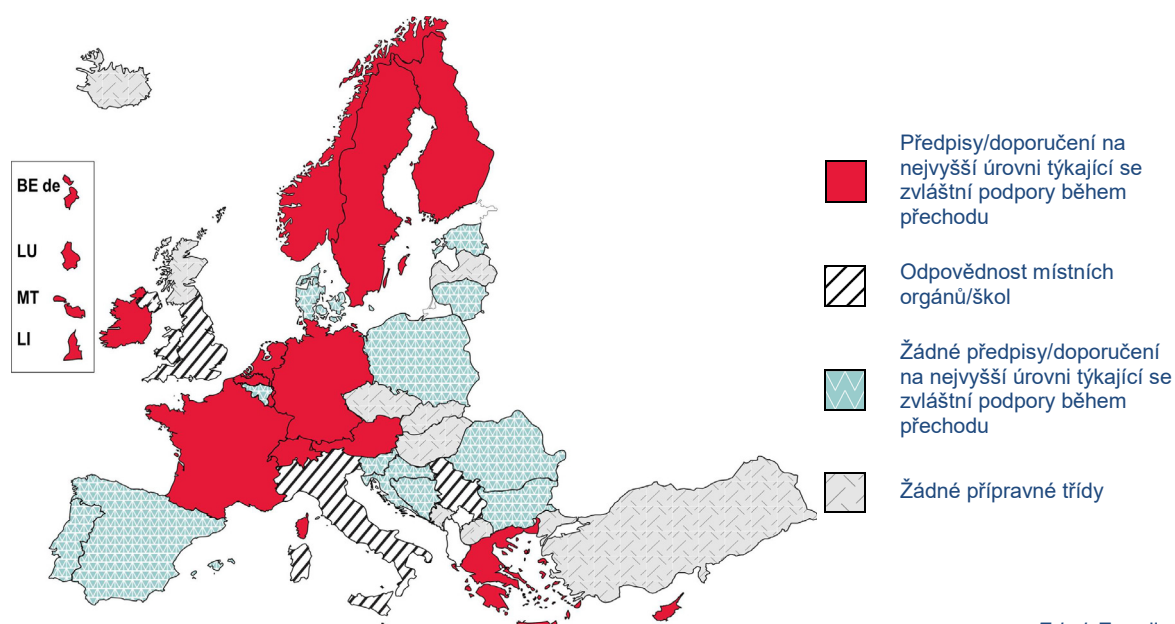 BE de
LU
MT
LI
Předpisy/doporučení na
nejvyšší úrovni týkající se
zvláštní podpory během
přechodu
Odpovědnost místních
orgánů/škol
Žádné předpisy/doporučení
na nejvyšší úrovni týkající se
zvláštní podpory během
přechodu
Žádné přípravné třídy